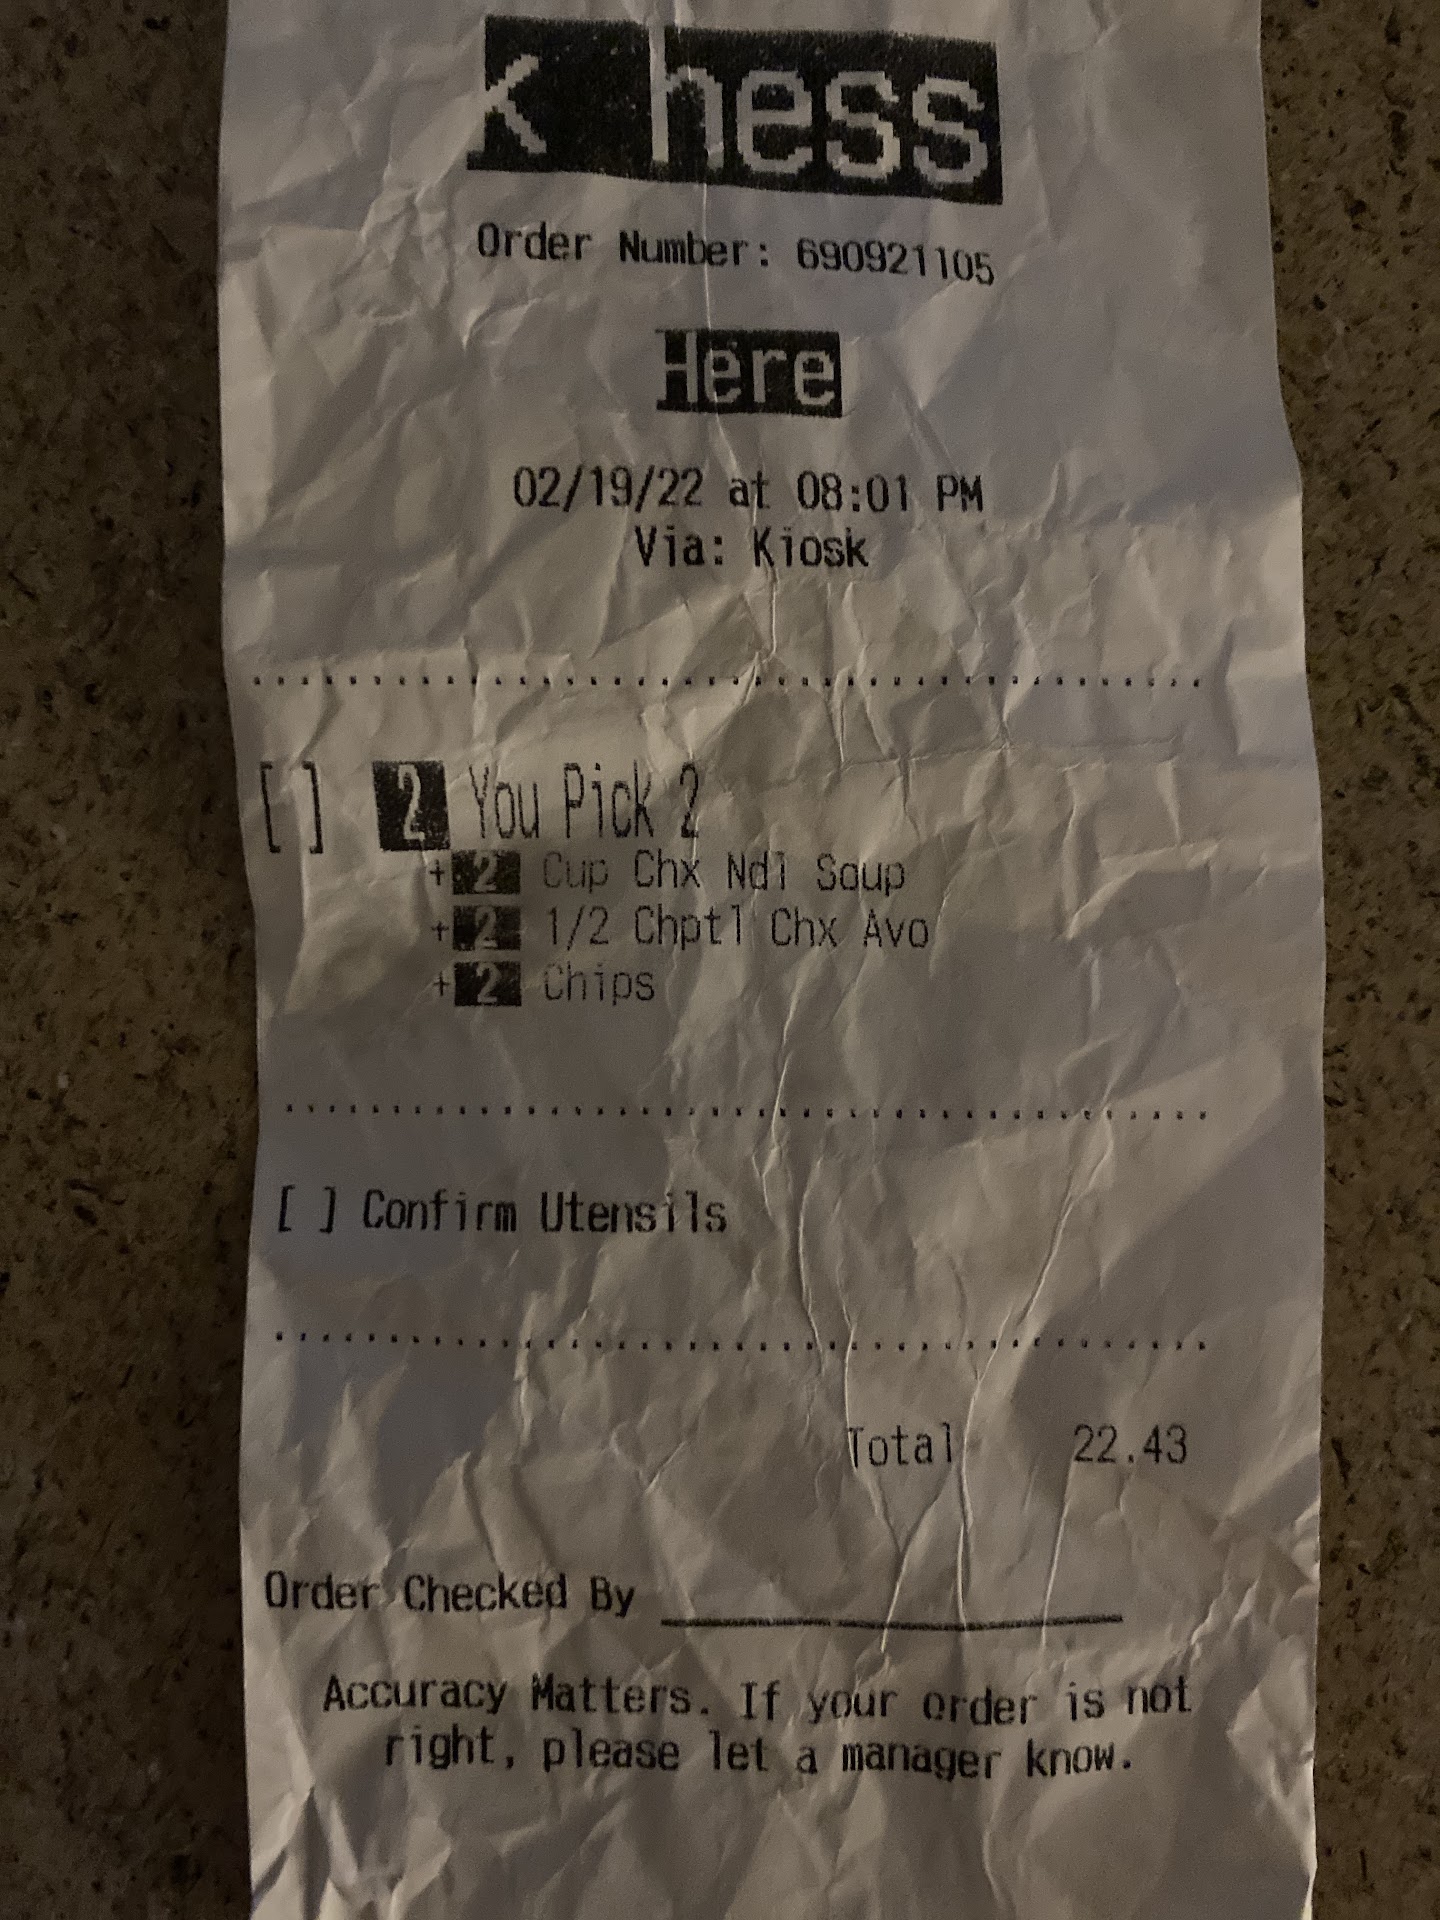 k hess
Order Number: 690921105
Here
02/19/22 at 08:01 PM
Via: Kiosk
[ ] 2 You Pick 2
+ 2 Cup Chx Ndl Soup
+ 2 1/2 Chptl Chx Avo
+ 2 Chips
[ ] Confirm Utensils
Total 22.43
Order Checked By
Accuracy Matters. If your order is not
right, please let a manager know.